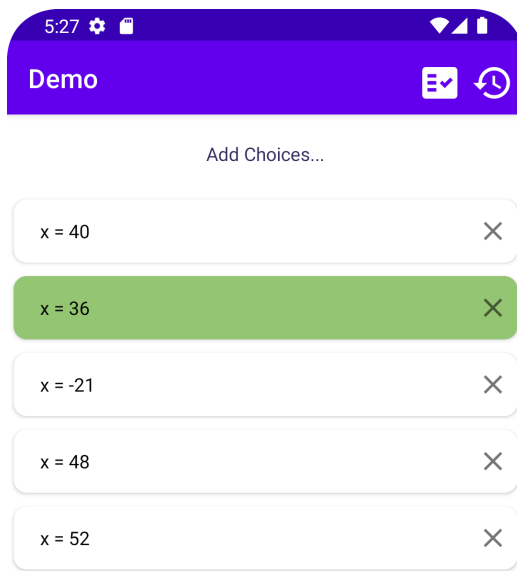 5:27
Demo
Add Choices...
x = 40
x = 36
x = -21
x = 48
x = 52